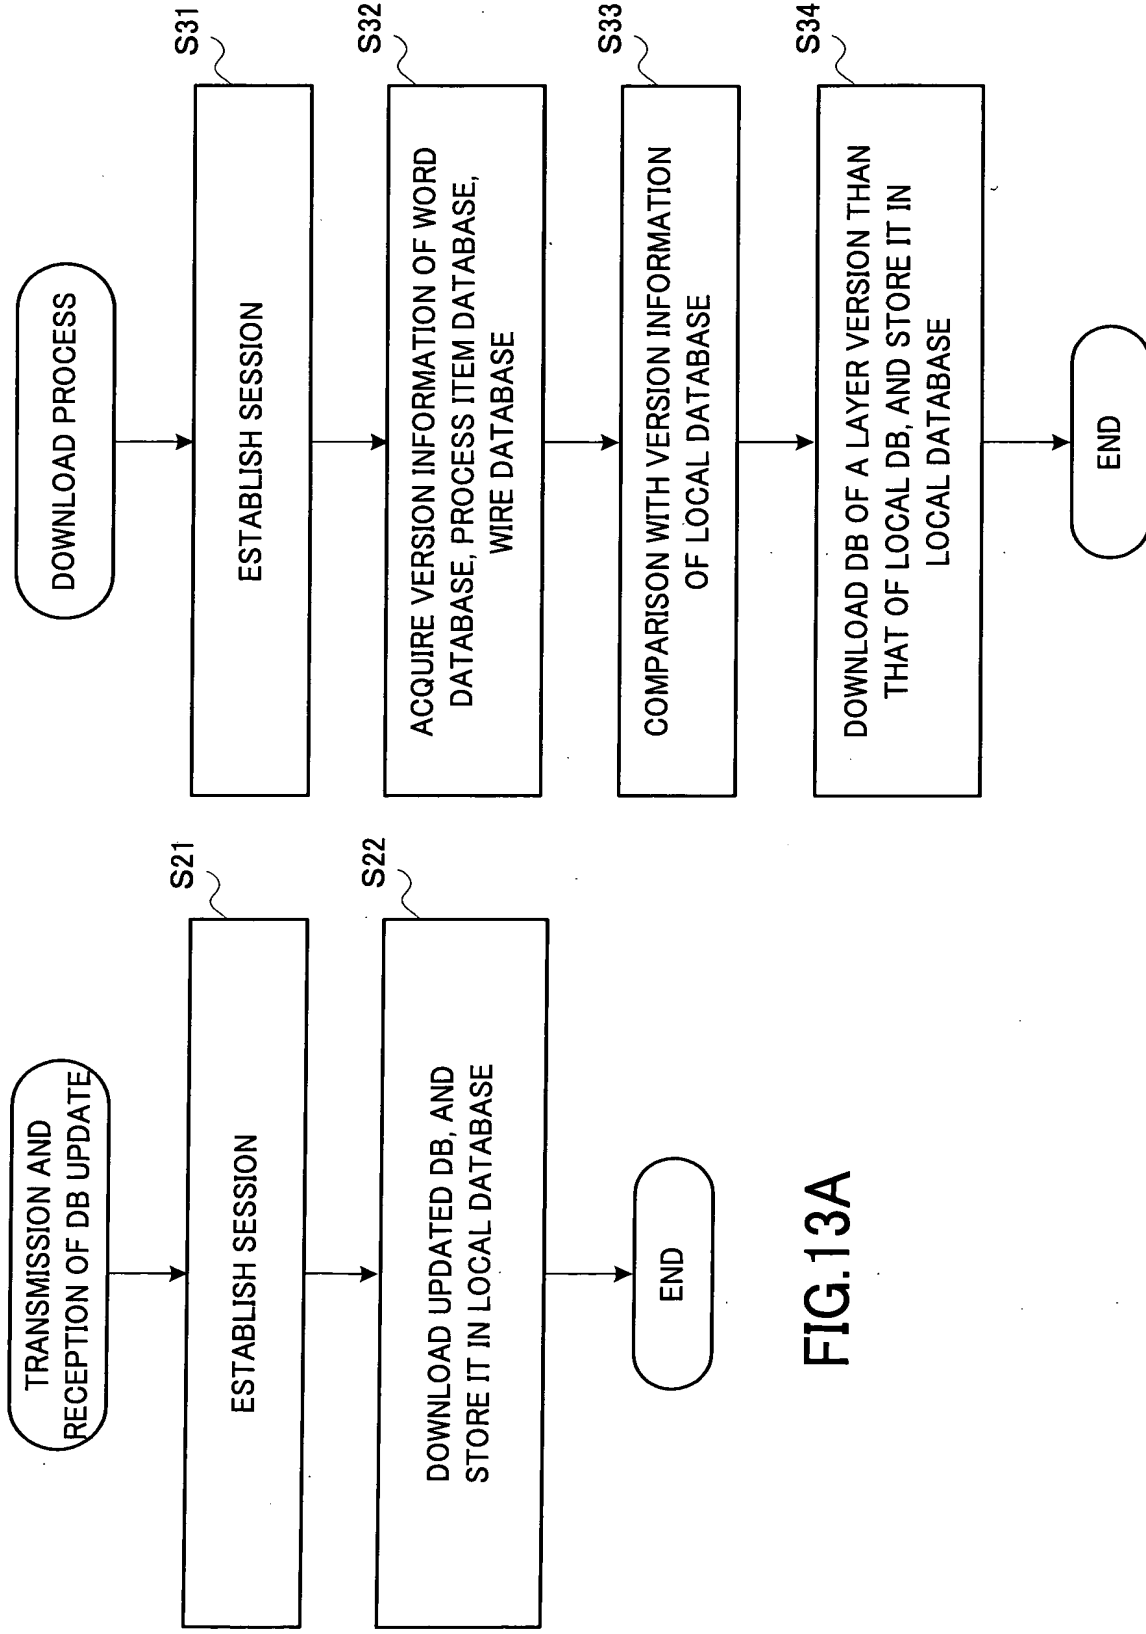 TRANSMISSION AND
RECEPTION OF DB UPDATE
S21
ESTABLISH SESSION
S22
DOWNLOAD UPDATED DB, AND
STORE IT IN LOCAL DATABASE
END
FIG.13A
DOWNLOAD PROCESS
S31
ESTABLISH SESSION
S32
ACQUIRE VERSION INFORMATION OF WORD
DATABASE, PROCESS ITEM DATABASE,
WIRE DATABASE
S33
COMPARISON WITH VERSION INFORMATION
OF LOCAL DATABASE
S34
DOWNLOAD DB OF A LAYER VERSION THAN
THAT OF LOCAL DB, AND STORE IT IN
LOCAL DATABASE
END